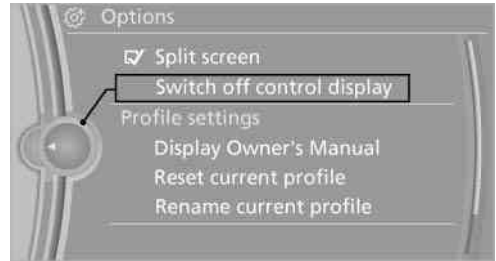 Options
Split screen
Switch off control display
Profile settings
Display Owner's Manual
Reset current profile
Rename current profile